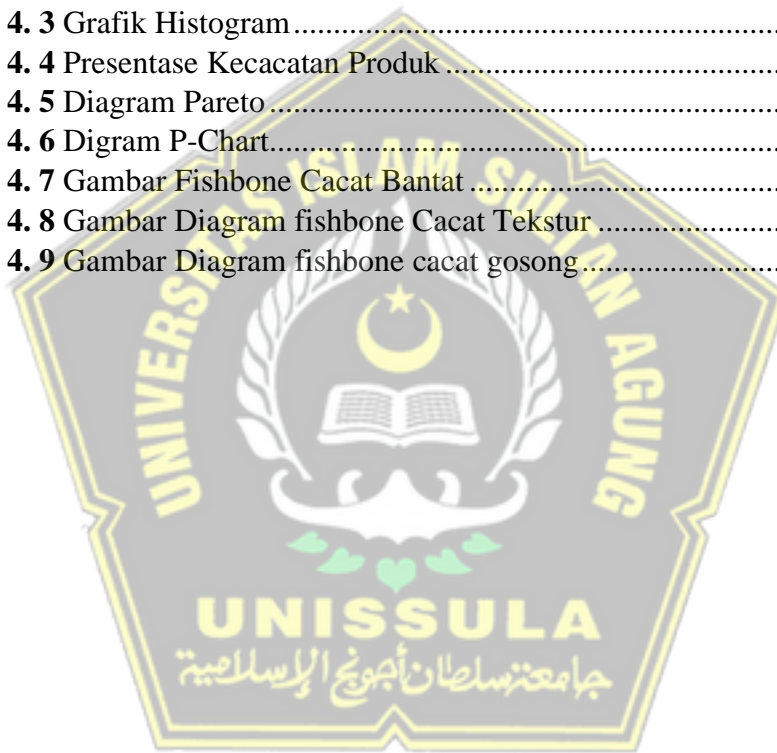 4. 3 Grafik Histogram.......................................................
4. 4 Presentase Kecacatan Produk.......................................................
4. 5 Diagram Pareto.......................................................
4. 6 Digram P-Chart.......................................................
4. 7 Gambar Fishbone Cacat Bantat.......................................................
4. 8 Gambar Diagram fishbone Cacat Tekstur.......................................................
4. 9 Gambar Diagram fishbone cacat gosong.......................................................
UNIVERSITAS ISLAM SULTAN AGUNG
UNISSULA
جامعة سلطان أجونج الإسلامية